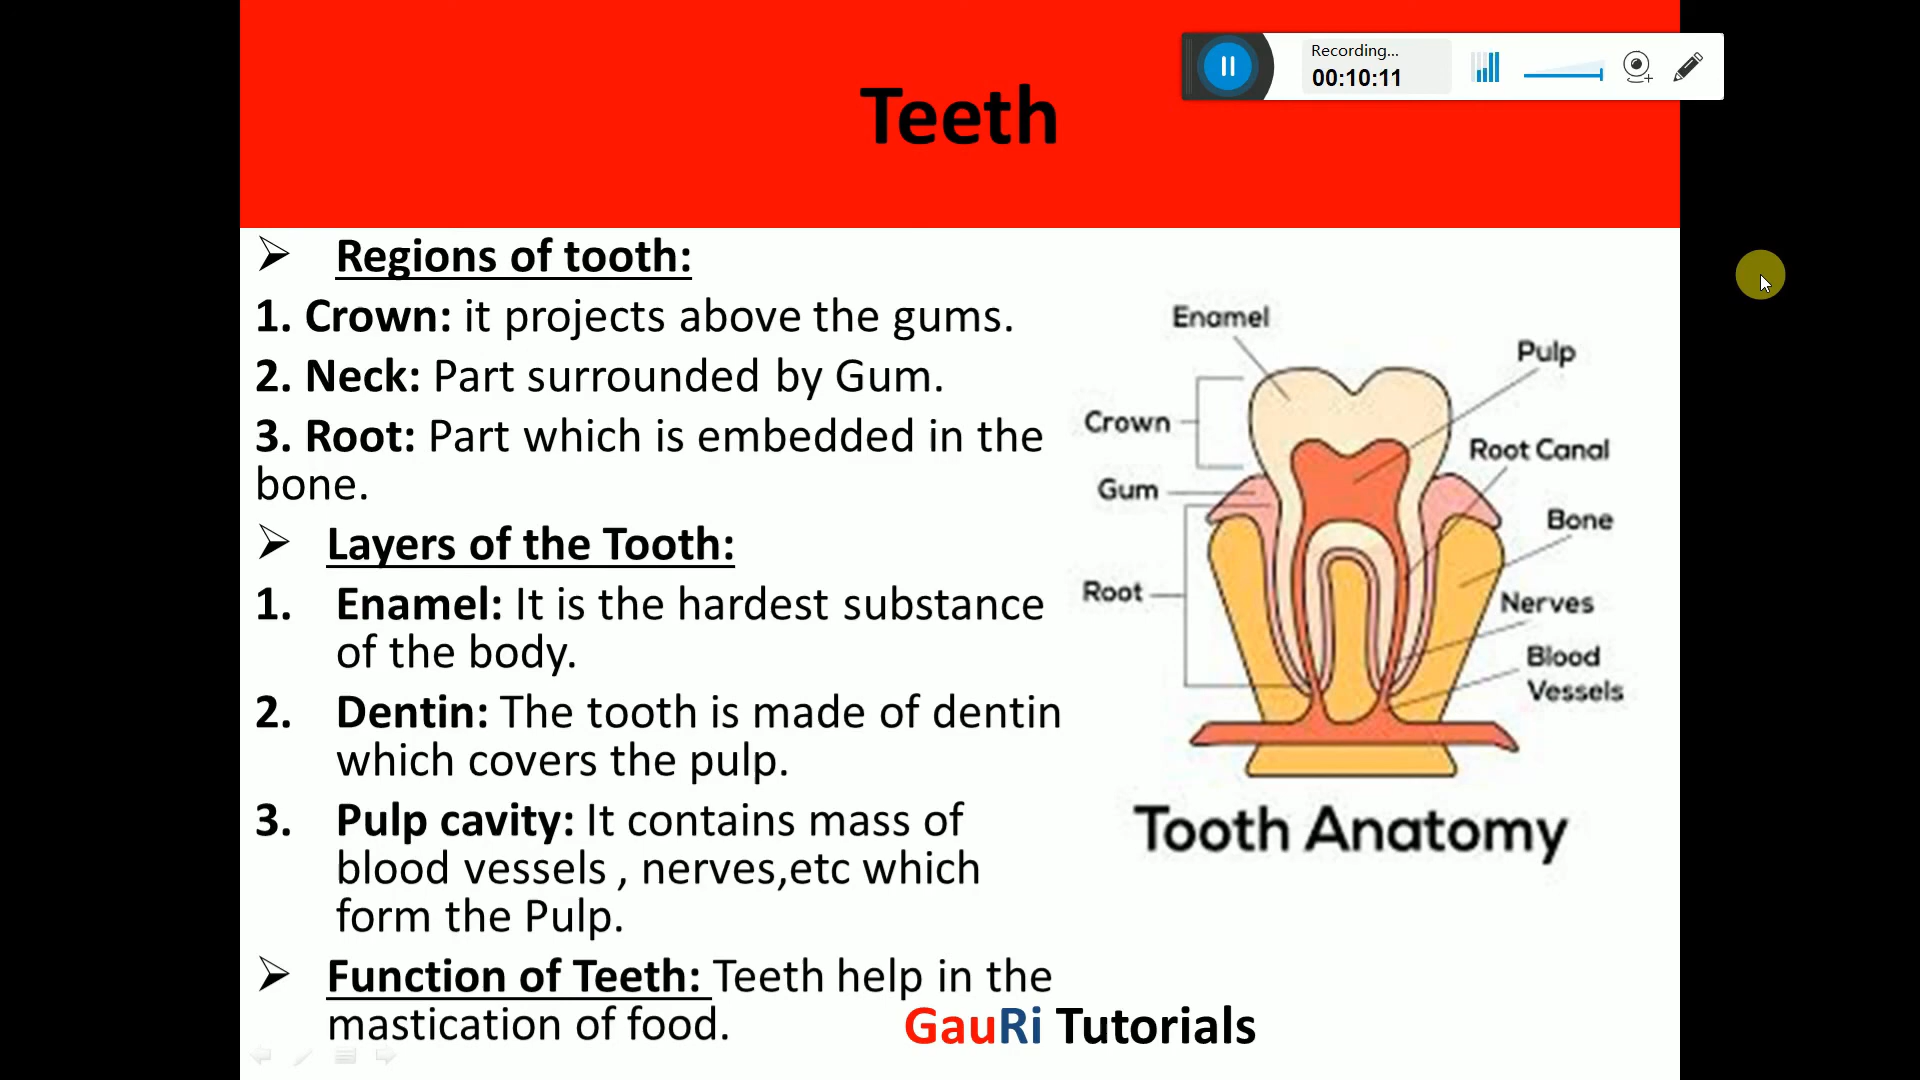 Teeth
Recording...
00:10:11
➢ Regions of tooth:
1. Crown: it projects above the gums.
2. Neck: Part surrounded by Gum.
3. Root: Part which is embedded in the
bone.
➢ Layers of the Tooth:
1. Enamel: It is the hardest substance
of the body.
2. Dentin: The tooth is made of dentin
which covers the pulp.
3. Pulp cavity: It contains mass of
blood vessels , nerves,etc which
form the Pulp.
➢ Function of Teeth: Teeth help in the
mastication of food.
Enamel
Pulp
Crown
Root Canal
Gum
Bone
Root
Nerves
Blood
Vessels
Tooth Anatomy
GauRi Tutorials